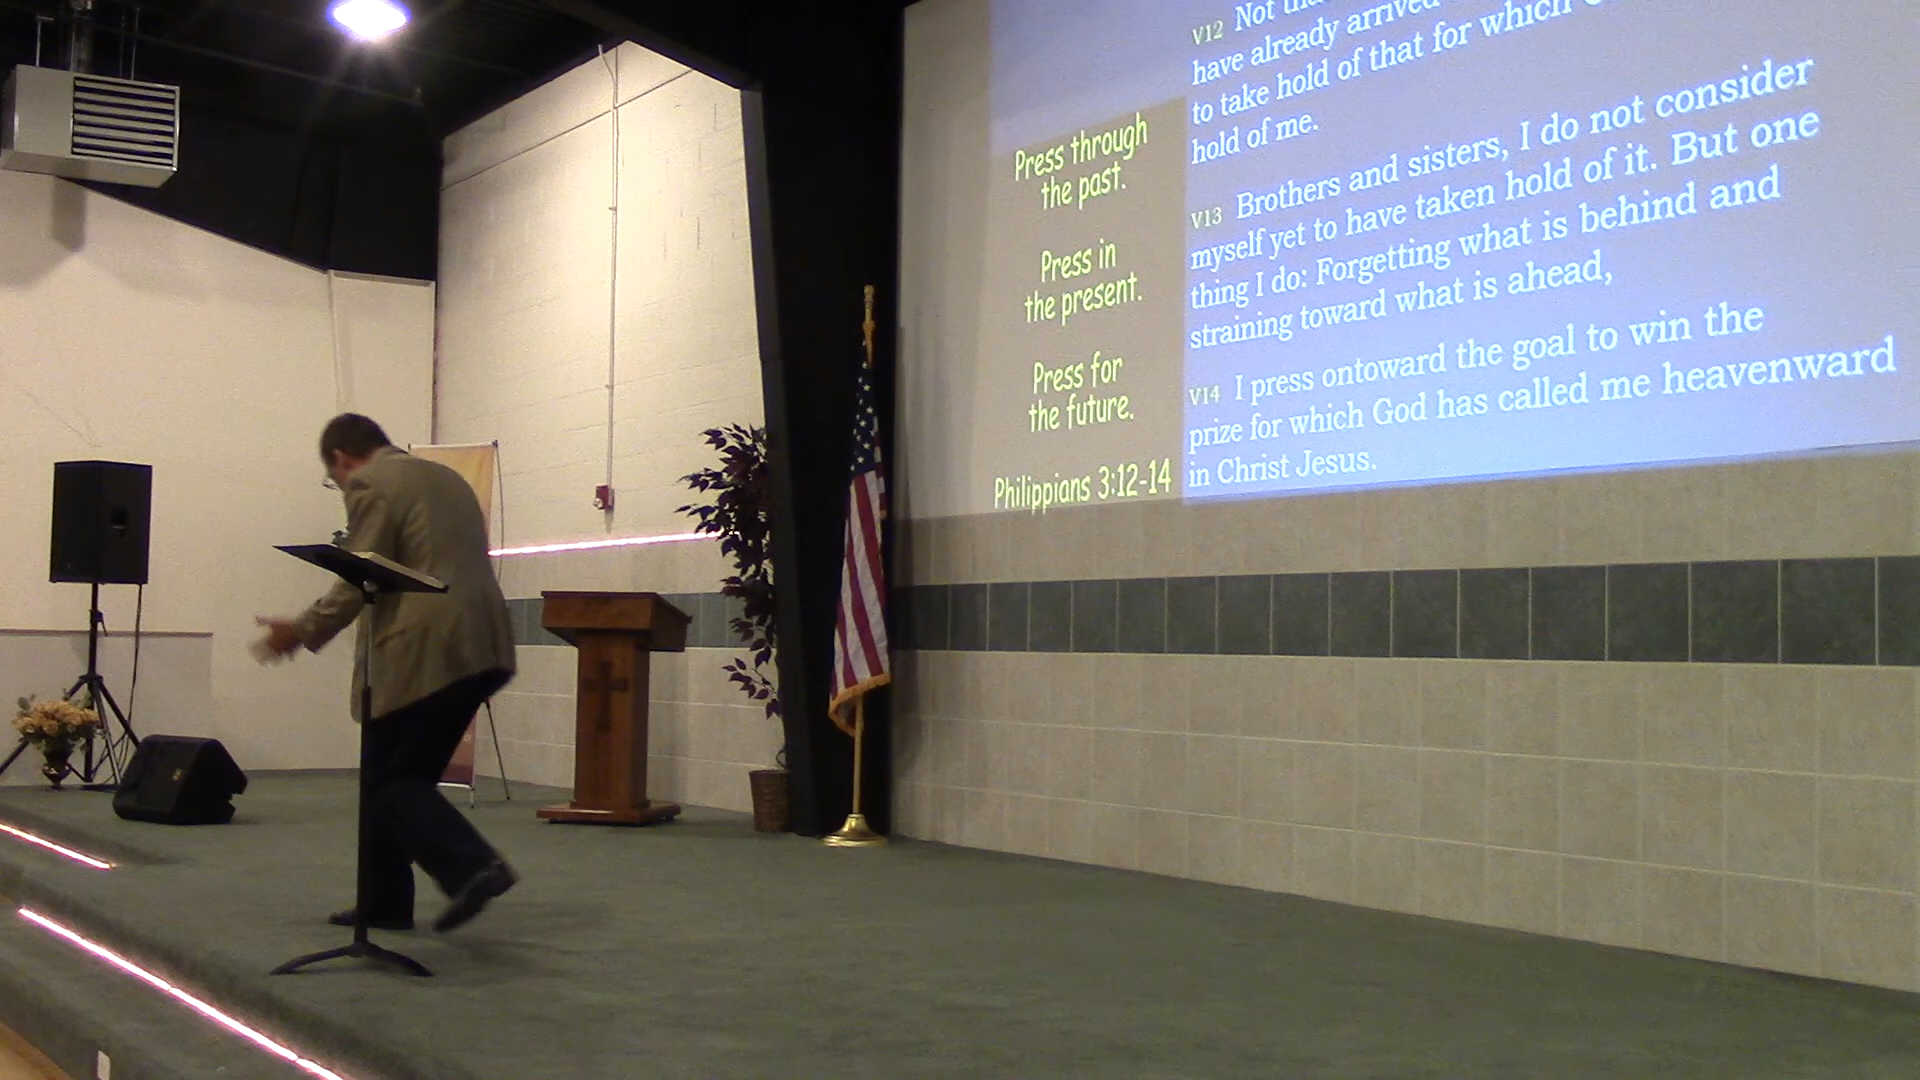 Press through
the past.
Press in
the present.
Press for
the future.
Philippians 3:12-14
V12 Not
have already arrived
to take hold of that for which
hold of me.
V13 Brothers and sisters, I do not consider
myself yet to have taken hold of it. But one
thing I do: Forgetting what is behind and
straining toward what is ahead,
V14 I press ontoward the goal to win the
prize for which God has called me heavenward
in Christ Jesus.